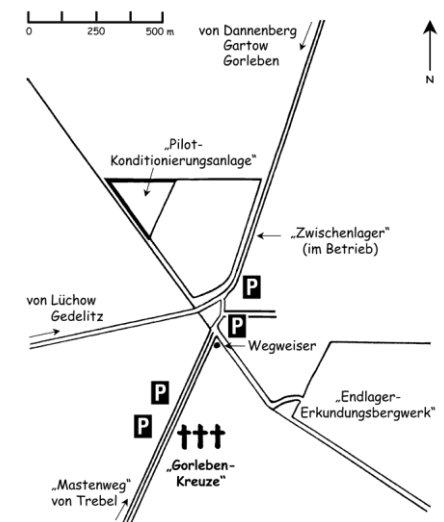 0 250 500 m
von Dannenberg
Gartow
Gorleben
N
„Pilot-
Konditionierungsanlage"
„Zwischenlager"
(im Betrieb)
P
von Lüchow
Gedelitz
P
Wegweiser
P
P
„Endlager-
Erkundungsbergwerk"
„Gorleben-
Kreuze"
„Mastenweg"
von Trebel